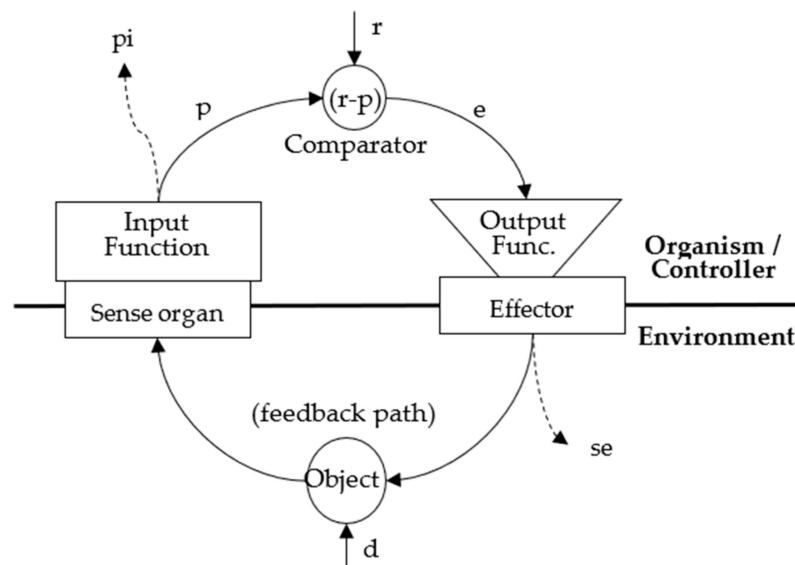 r
pi
p
(r-p)
e
Comparator
Input
Function
Output
Func.
Organism /
Controller
Sense organ
Effector
Environment
(feedback path)
se
Object
d